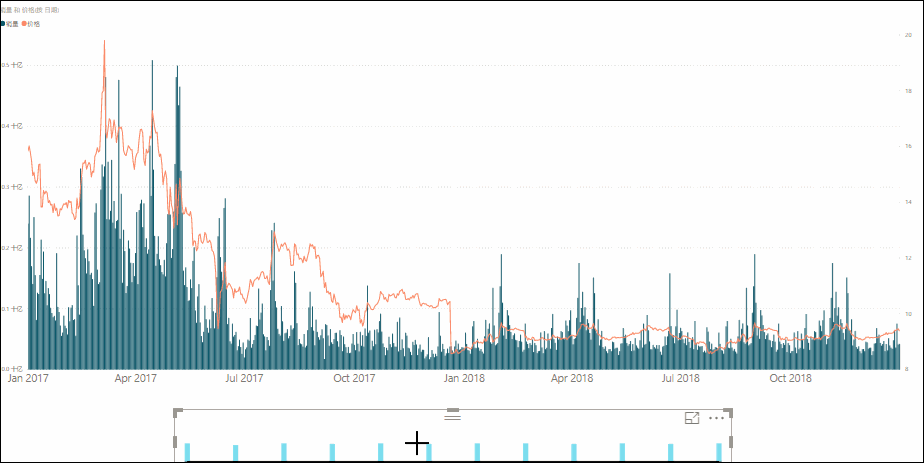 销量 和 价格(按 日期)
销量 价格
20
0.5 十亿
18
0.4 十亿
16
0.3 十亿
14
0.2 十亿
12
0.1 十亿
10
0.0 十亿
8
Jan 2017 Apr 2017 Jul 2017 Oct 2017 Jan 2018 Apr 2018 Jul 2018 Oct 2018